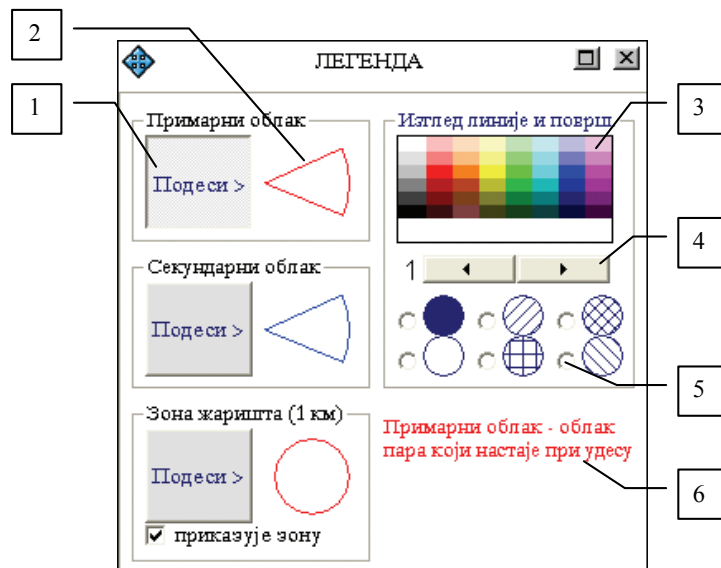 2
1
ЛЕГЕНДА
Примарни облак
Подеси >
Изтлед линије и површ
3
4
1
Секундарни облак
Подеси >
5
Зона жаришта (1 км)
Подеси >
приказује зону
Примарни облак - облак
пара који настаје при удесу
6